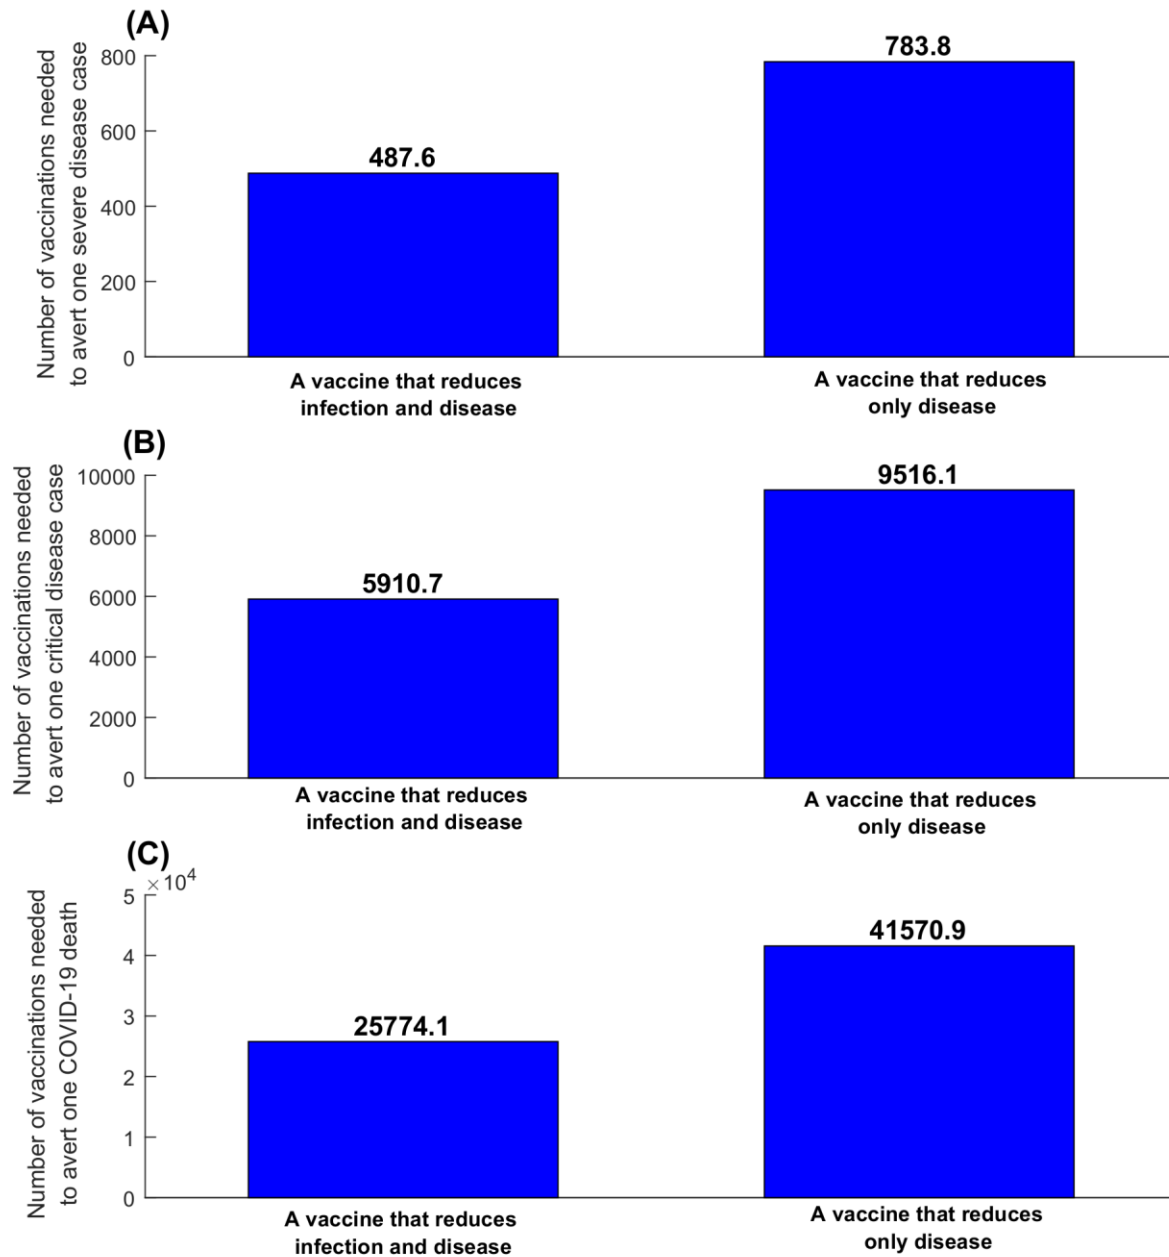 (A)
Number of vaccinations needed
to avert one severe disease case
800
600
400
200
0
487.6
783.8
A vaccine that reduces
infection and disease
A vaccine that reduces
only disease
(B)
Number of vaccinations needed
to avert one critical disease case
10000
8000
6000
4000
2000
0
5910.7
9516.1
A vaccine that reduces
infection and disease
A vaccine that reduces
only disease
(C)
×10⁴
Number of vaccinations needed
to avert one COVID-19 death
5
4
3
2
1
0
25774.1
41570.9
A vaccine that reduces
infection and disease
A vaccine that reduces
only disease